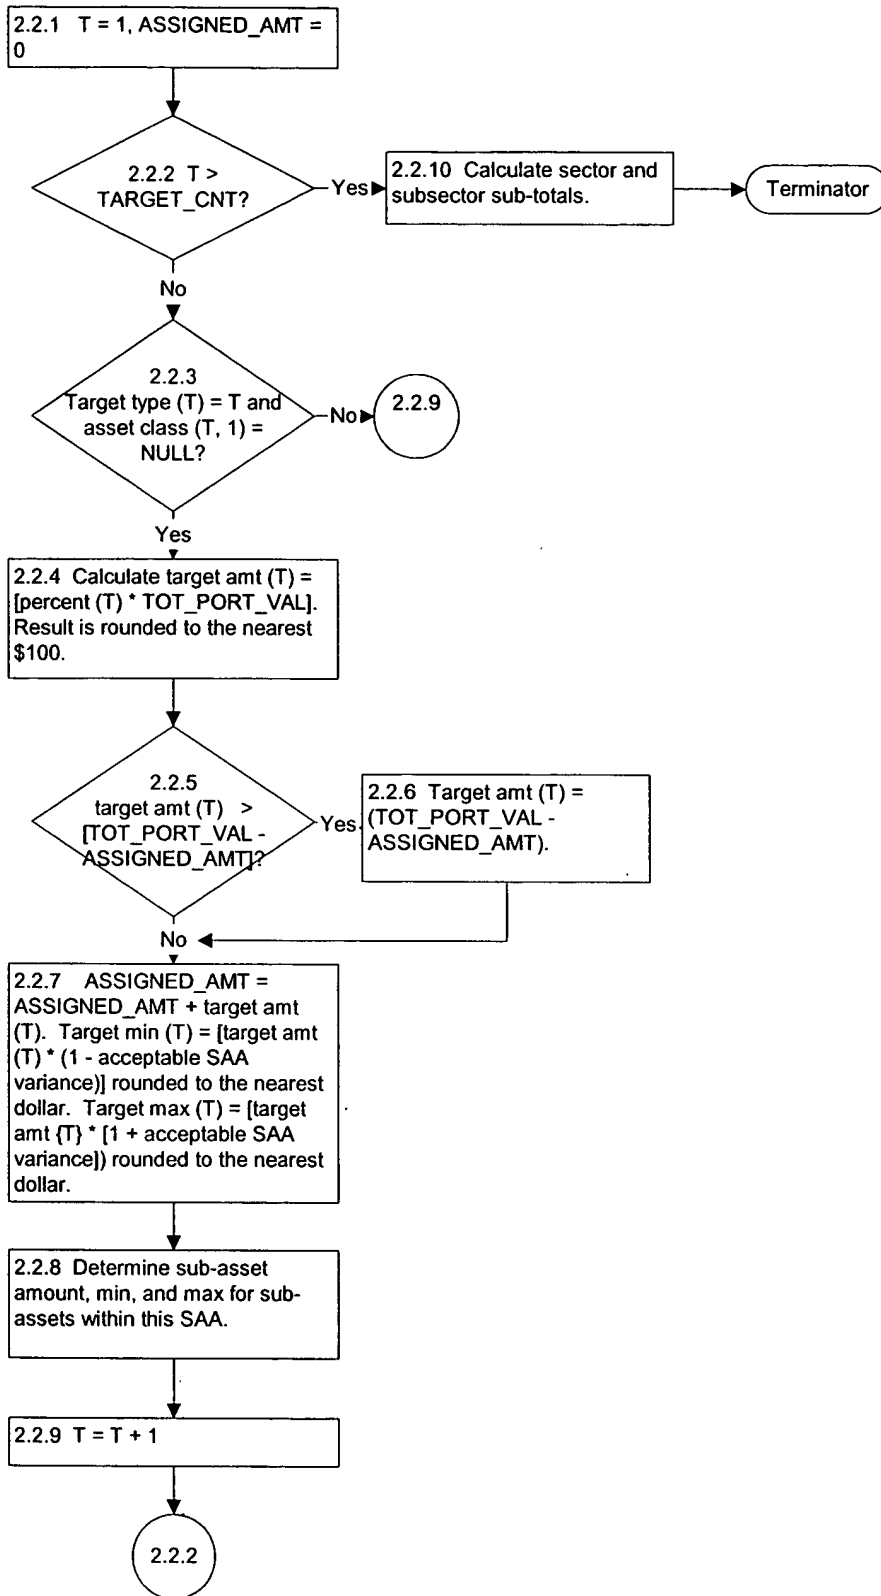 2.2.1 T = 1, ASSIGNED_AMT =
0
2.2.2 T >
TARGET_CNT?
Yes
2.2.10 Calculate sector and
subsector sub-totals.
Terminator
No
2.2.3
Target type (T) = T and
asset class (T, 1) =
NULL?
No
2.2.9
Yes
2.2.4 Calculate target amt (T) =
[percent (T) * TOT_PORT_VAL].
Result is rounded to the nearest
$100.
2.2.5
target amt (T) >
[TOT_PORT_VAL -
ASSIGNED_AMT]?
Yes
2.2.6 Target amt (T) =
(TOT_PORT_VAL -
ASSIGNED_AMT).
No
2.2.7 ASSIGNED_AMT =
ASSIGNED_AMT + target amt
(T). Target min (T) = [target amt
(T) * (1 - acceptable SAA
variance)] rounded to the nearest
dollar. Target max (T) = [target
amt {T} * [1 + acceptable SAA
variance]) rounded to the nearest
dollar.
2.2.8 Determine sub-asset
amount, min, and max for sub-
assets within this SAA.
2.2.9 T = T + 1
2.2.2